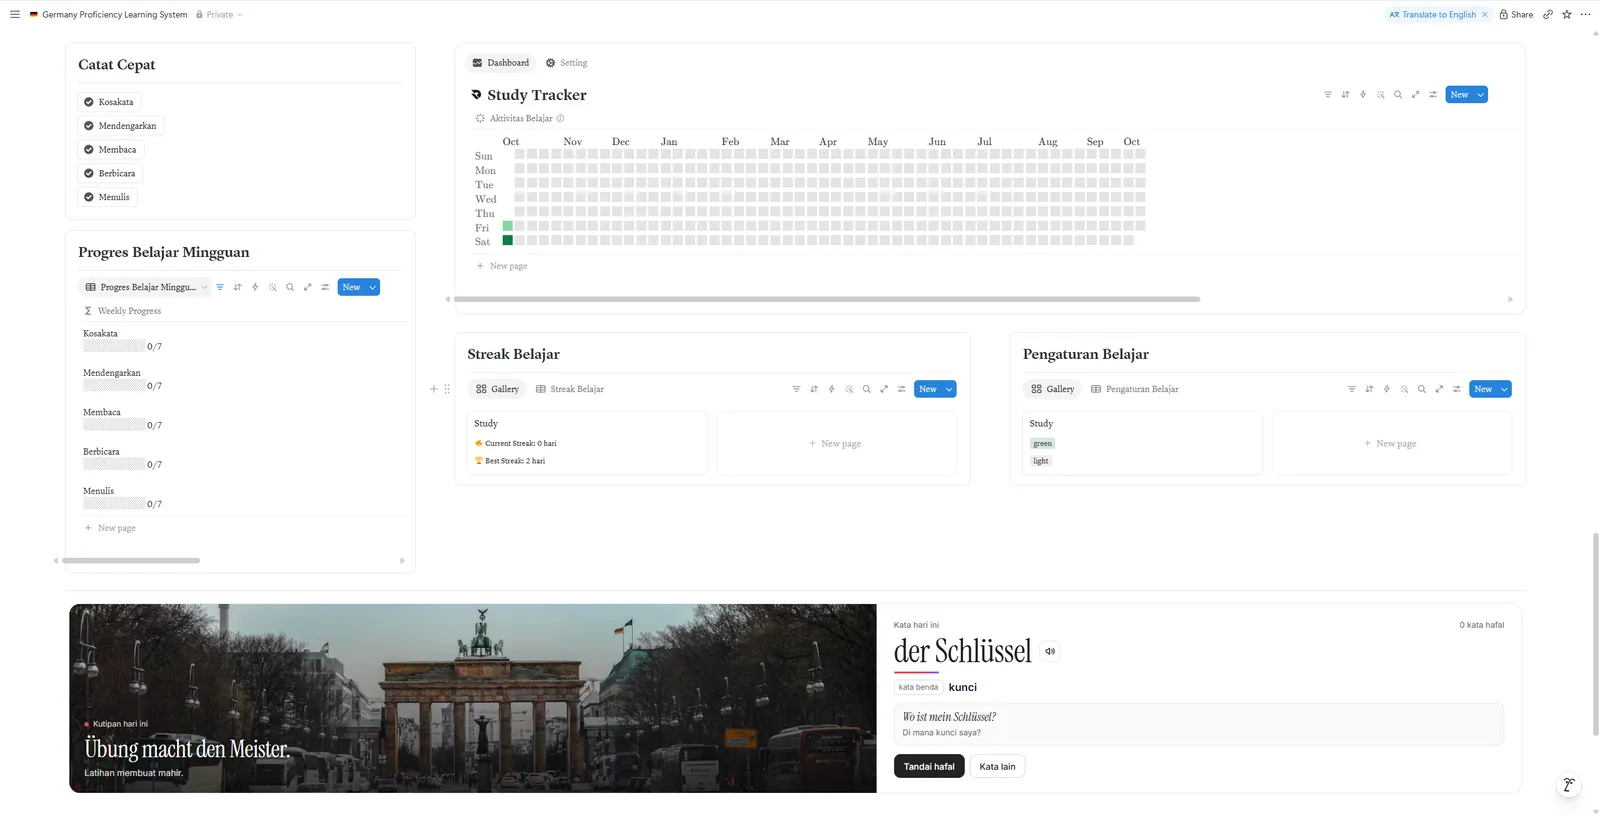 Germany Proficiency Learning System
Private
Translate to English
Share
Catat Cepat
Kosakata
Mendengarkan
Membaca
Berbicara
Menulis
Progres Belajar Mingguan
Progres Belajar Minggu...
New
Weekly Progress
Kosakata
0/7
Mendengarkan
0/7
Membaca
0/7
Berbicara
0/7
Menulis
0/7
+ New page
Dashboard
Setting
Study Tracker
New
Aktivitas Belajar
Oct Nov Dec Jan Feb Mar Apr May Jun Jul Aug Sep Oct
Sun
Mon
Tue
Wed
Thu
Fri
Sat
+ New page
Streak Belajar
Gallery
Streak Belajar
New
Study
🔥 Current Streak: 0 hari
🏆 Best Streak: 2 hari
+ New page
Pengaturan Belajar
Gallery
Pengaturan Belajar
New
Study
green
light
+ New page
Kutipan hari ini
Übung macht den Meister.
Latihan membuat mahir.
Kata hari ini
0 kata hafal
der Schlüssel
kata benda
kunci
Wo ist mein Schlüssel?
Di mana kunci saya?
Tandai hafal
Kata lain